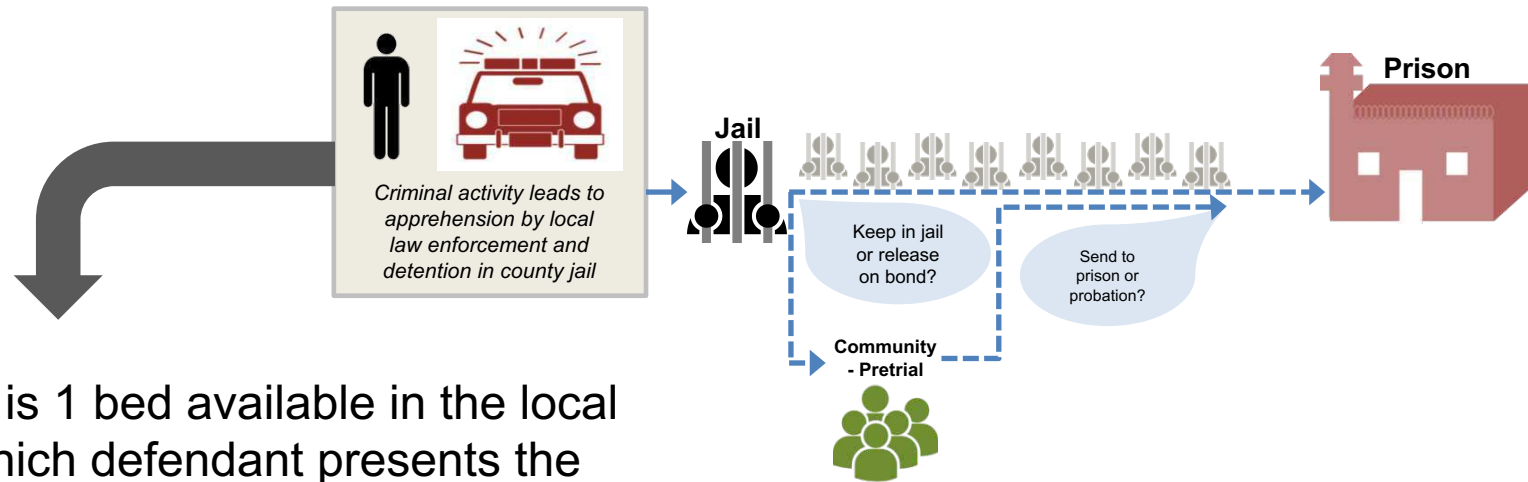 Criminal activity leads to
apprehension by local
law enforcement and
detention in county jail
Jail
Keep in jail
or release
on bond?
Community
- Pretrial
Send to
prison or
probation?
Prison
is 1 bed available in the local
hich defendant presents the